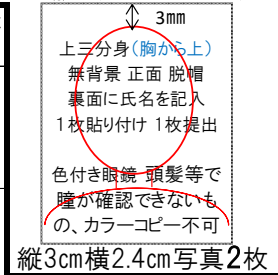 3㎜
上三分身(胸から上)
無背景 正面 脱帽
裏面に氏名を記入
1枚貼り付け 1枚提出
色付き眼鏡 頭髪等で
瞳が確認できないも
の、カラーコピー不可
縦3㎝横2.4㎝写真2枚